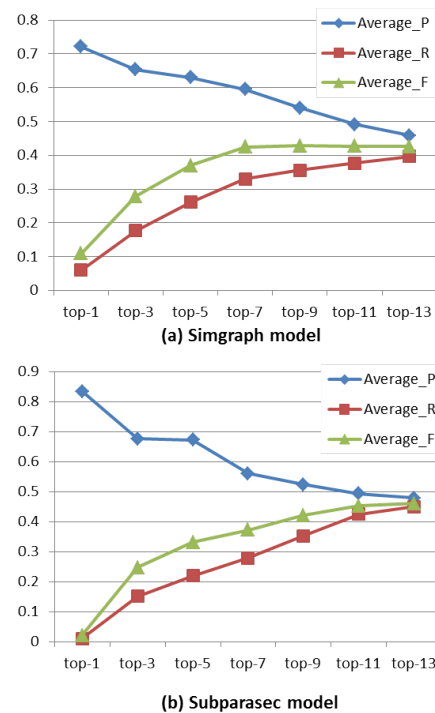 0.8
0.7
0.6
0.5
0.4
0.3
0.2
0.1
0
Average_P
Average_R
Average_F
top-1 top-3 top-5 top-7 top-9 top-11 top-13
(a) Simgraph model
0.9
0.8
0.7
0.6
0.5
0.4
0.3
0.2
0.1
0
Average_P
Average_R
Average_F
top-1 top-3 top-5 top-7 top-9 top-11 top-13
(b) Subparasec model